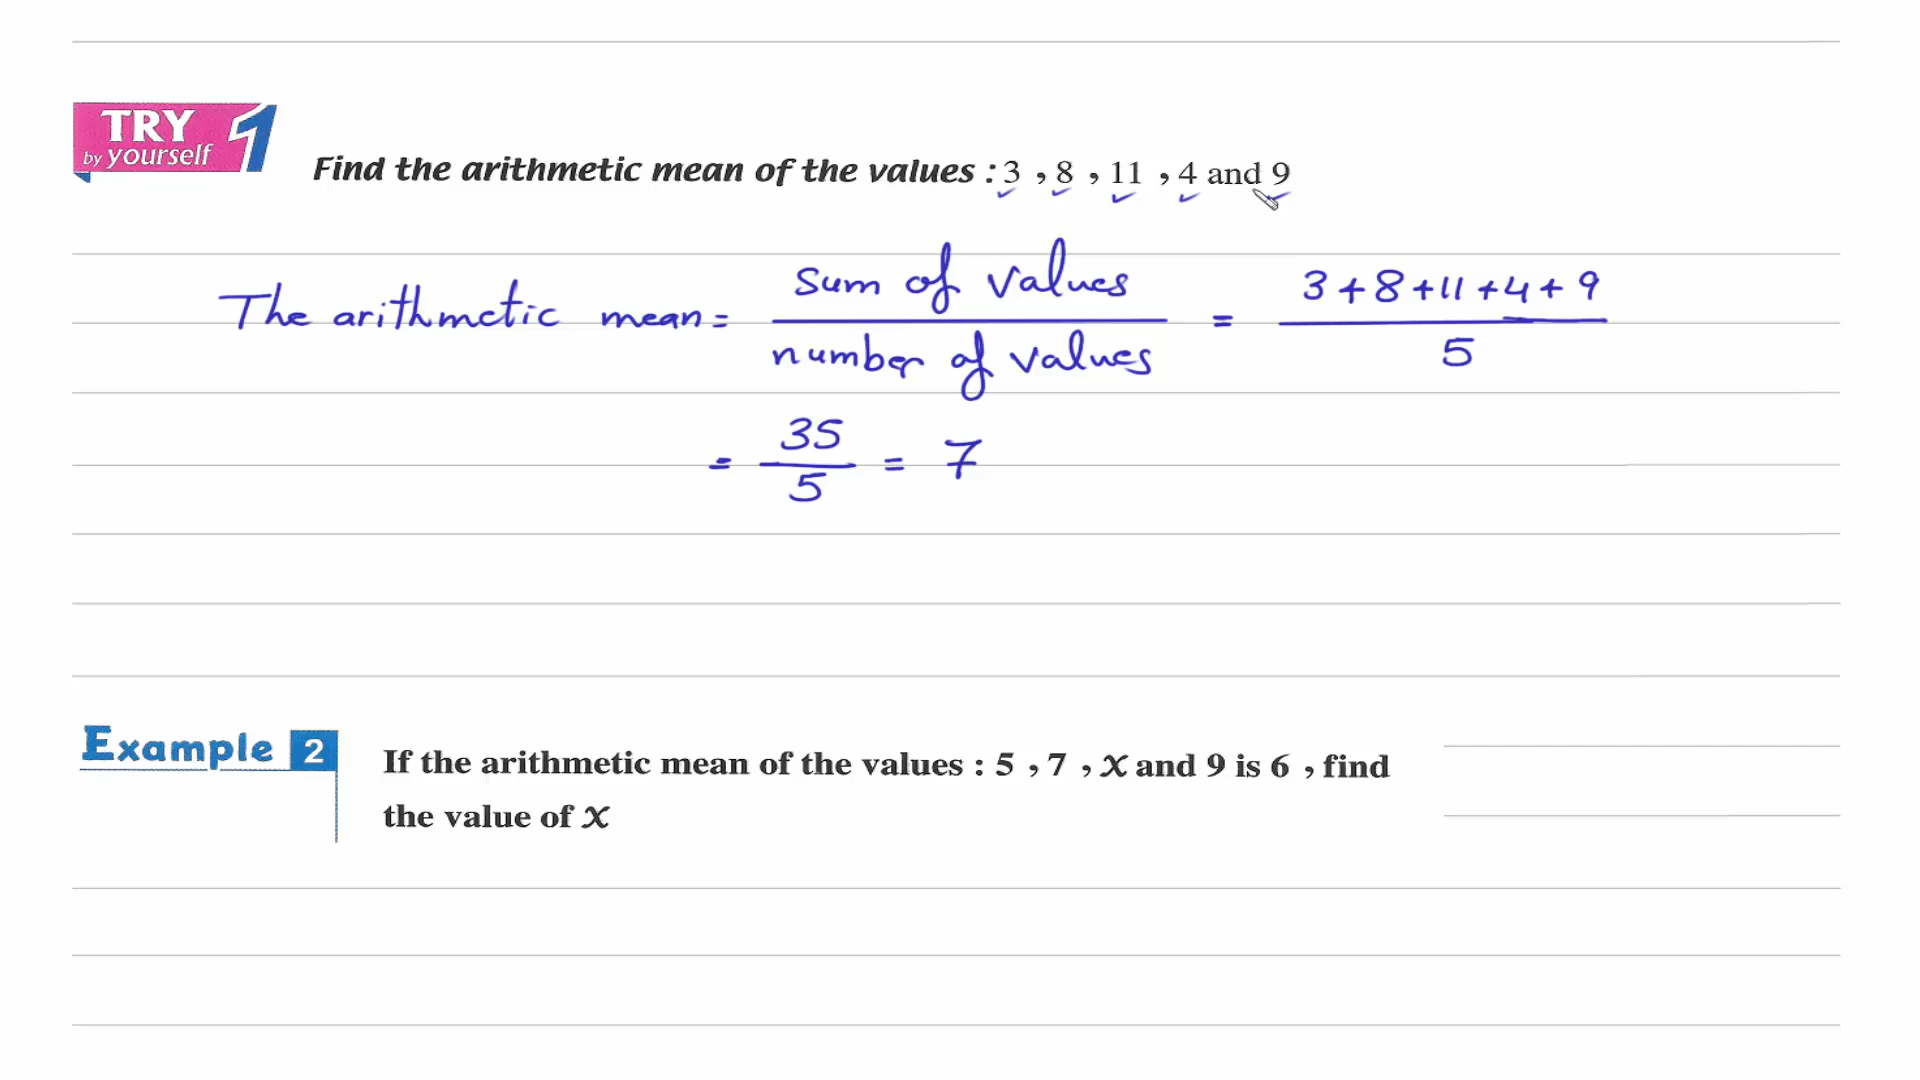 TRY 1
by yourself
Find the arithmetic mean of the values : 3 , 8 , 11 , 4 and 9
The arithmetic mean = sum of values / number of values = 3 + 8 + 11 + 4 + 9 / 5
= 35 / 5 = 7
Example 2
If the arithmetic mean of the values : 5 , 7 , x and 9 is 6 , find
the value of x